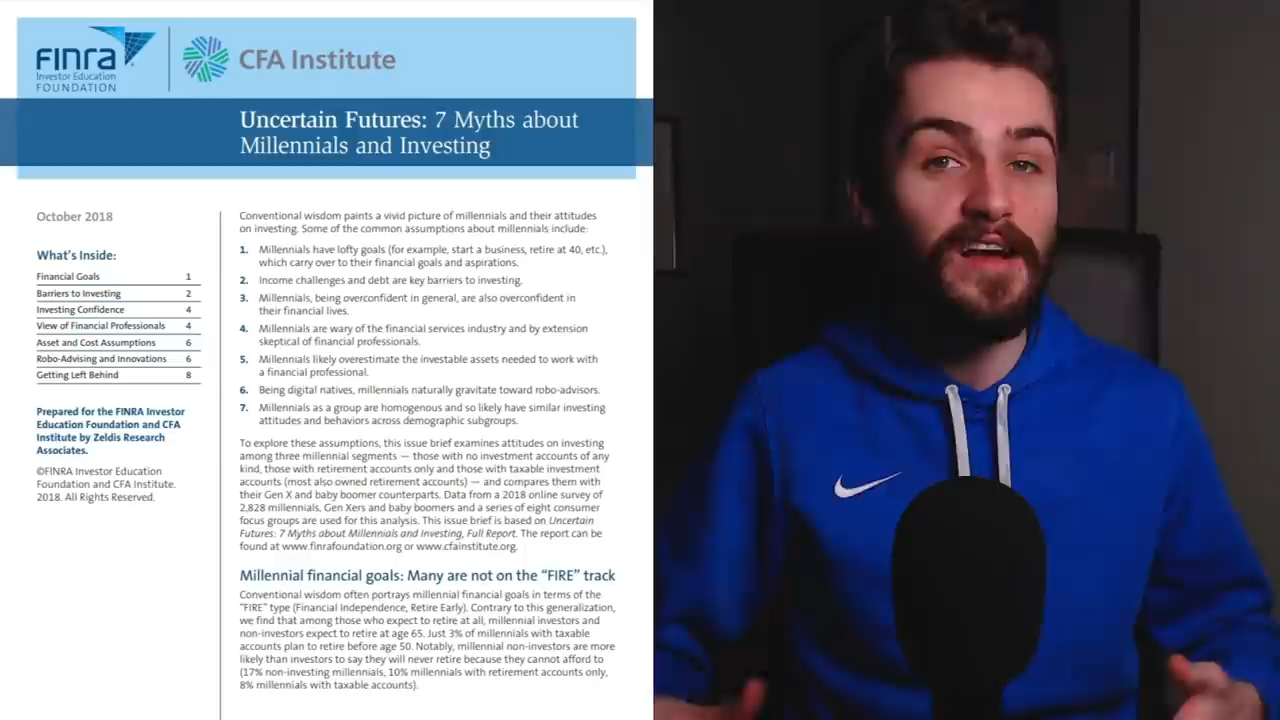 FINRA
Investor Education
FOUNDATION
CFA Institute
Uncertain Futures: 7 Myths about
Millennials and Investing
October 2018
What's Inside:
Financial Goals 1
Barriers to Investing 2
Investing Confidence 4
View of Financial Professionals 4
Asset and Cost Assumptions 6
Robo-Advising and Innovations 6
Getting Left Behind 8
Prepared for the FINRA Investor
Education Foundation and CFA
Institute by Zeldis Research
Associates.
©FINRA Investor Education
Foundation and CFA Institute.
2018. All Rights Reserved.
Conventional wisdom paints a vivid picture of millennials and their attitudes
on investing. Some of the common assumptions about millennials include:
1. Millennials have lofty goals (for example, start a business, retire at 40, etc.),
which carry over to their financial goals and aspirations.
2. Income challenges and debt are key barriers to investing.
3. Millennials, being overconfident in general, are also overconfident in
their financial lives.
4. Millennials are wary of the financial services industry and by extension
skeptical of financial professionals.
5. Millennials likely overestimate the investable assets needed to work with
a financial professional.
6. Being digital natives, millennials naturally gravitate toward robo-advisors.
7. Millennials as a group are homogenous and so likely have similar investing
attitudes and behaviors across demographic subgroups.
To explore these assumptions, this issue brief examines attitudes on investing
among three millennial segments — those with no investment accounts of any
kind, those with retirement accounts only and those with taxable investment
accounts (most also owned retirement accounts) — and compares them with
their Gen X and baby boomer counterparts. Data from a 2018 online survey of
2,828 millennials, Gen Xers and baby boomers and a series of eight consumer
focus groups are used for this analysis. This issue brief is based on Uncertain
Futures: 7 Myths about Millennials and Investing, Full Report. The report can be
found at www.finrafoundation.org or www.cfainstitute.org.
Millennial financial goals: Many are not on the "FIRE" track
Conventional wisdom often portrays millennial financial goals in terms of the
"FIRE" type (Financial Independence, Retire Early). Contrary to this generalization,
we find that among those who expect to retire at all, millennial investors and
non-investors expect to retire at age 65. Just 3% of millennials with taxable
accounts plan to retire before age 50. Notably, millennial non-investors are more
likely than investors to say they will never retire because they cannot afford to
(17% non-investing millennials, 10% millennials with retirement accounts only,
8% millennials with taxable accounts).